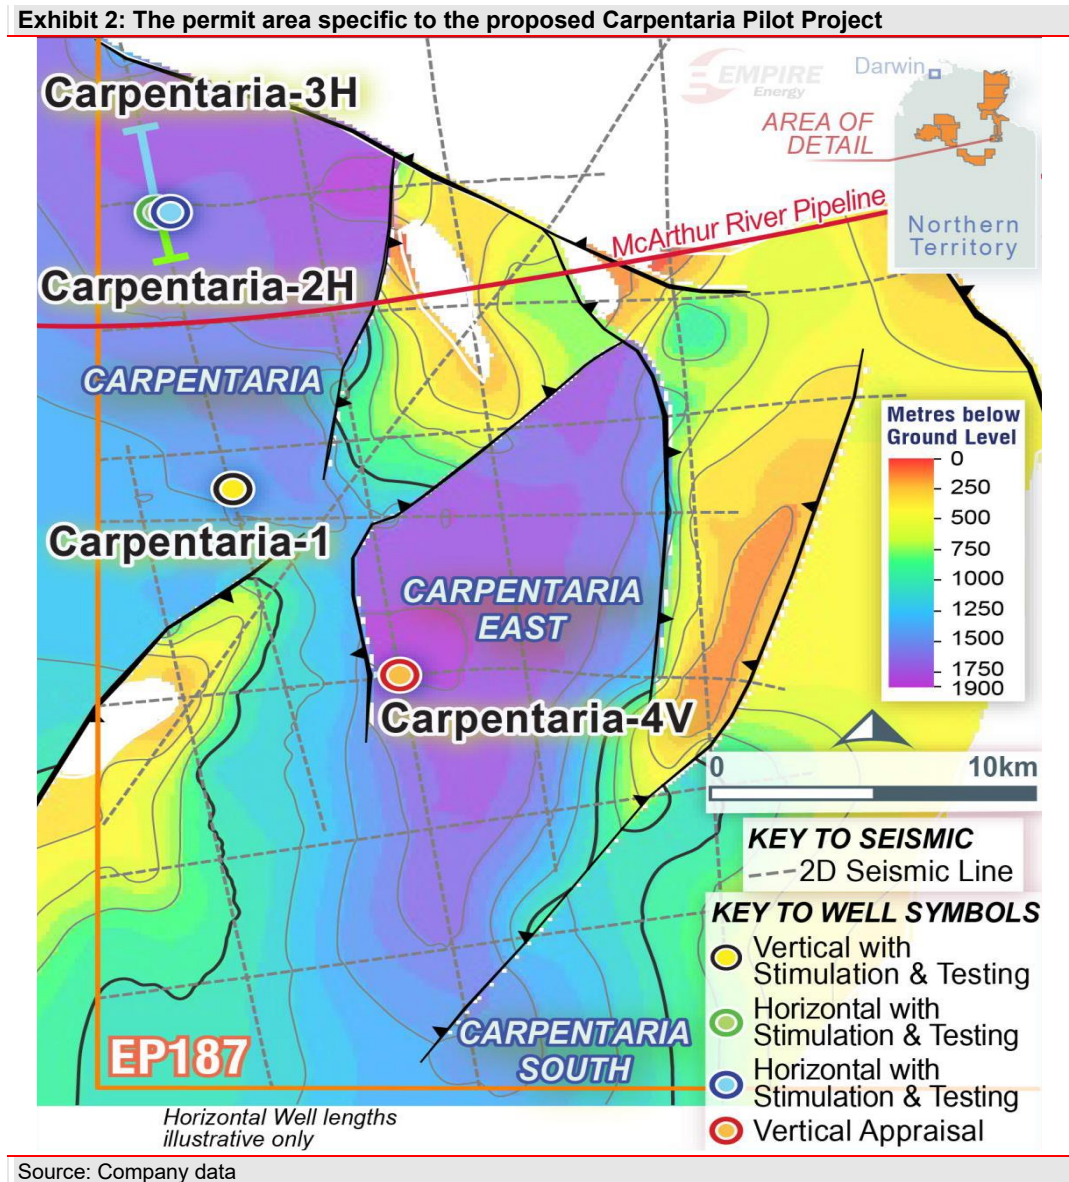 Exhibit 2: The permit area specific to the proposed Carpentaria Pilot Project
Carpentaria-3H
EMPIRE
Energy
Darwin
AREA OF
DETAIL
Northern
Territory
McArthur River Pipeline
Carpentaria-2H
CARPENTARIA
Metres below
Ground Level
0
250
500
750
1000
1250
1500
1750
1900
Carpentaria-1
CARPENTARIA
EAST
Carpentaria-4V
0 10km
KEY TO SEISMIC
2D Seismic Line
KEY TO WELL SYMBOLS
Vertical with
Stimulation & Testing
Horizontal with
Stimulation & Testing
Horizontal with
Stimulation & Testing
Vertical Appraisal
CARPENTARIA
SOUTH
EP187
Horizontal Well lengths
illustrative only
Source: Company data